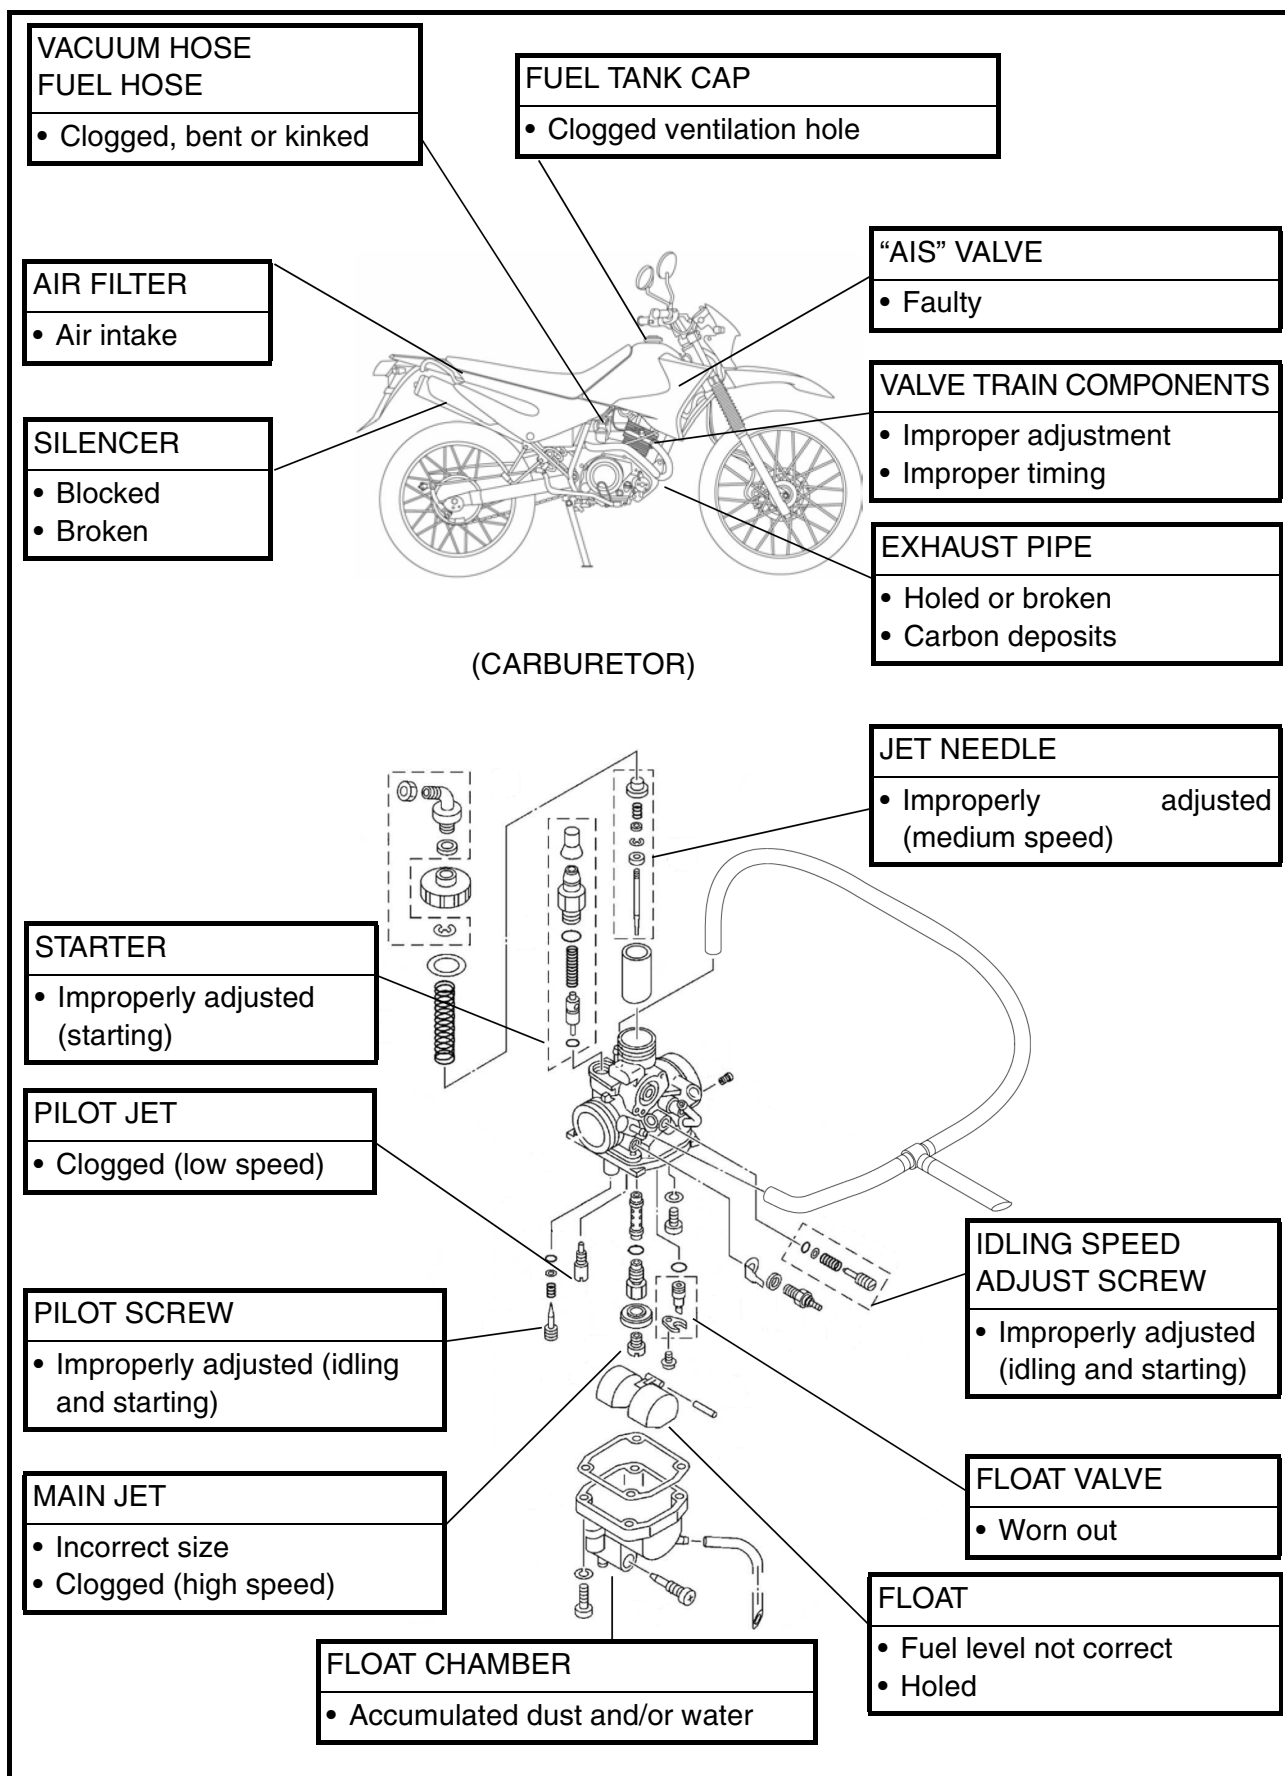 VACUUM HOSE
FUEL HOSE
• Clogged, bent or kinked
FUEL TANK CAP
• Clogged ventilation hole
“AIS” VALVE
• Faulty
AIR FILTER
• Air intake
VALVE TRAIN COMPONENTS
• Improper adjustment
• Improper timing
SILENCER
• Blocked
• Broken
EXHAUST PIPE
• Holed or broken
• Carbon deposits
(CARBURETOR)
JET NEEDLE
• Improperly adjusted
(medium speed)
STARTER
• Improperly adjusted
(starting)
PILOT JET
• Clogged (low speed)
IDLING SPEED
ADJUST SCREW
• Improperly adjusted
(idling and starting)
PILOT SCREW
• Improperly adjusted (idling
and starting)
FLOAT VALVE
• Worn out
MAIN JET
• Incorrect size
• Clogged (high speed)
FLOAT
• Fuel level not correct
• Holed
FLOAT CHAMBER
• Accumulated dust and/or water